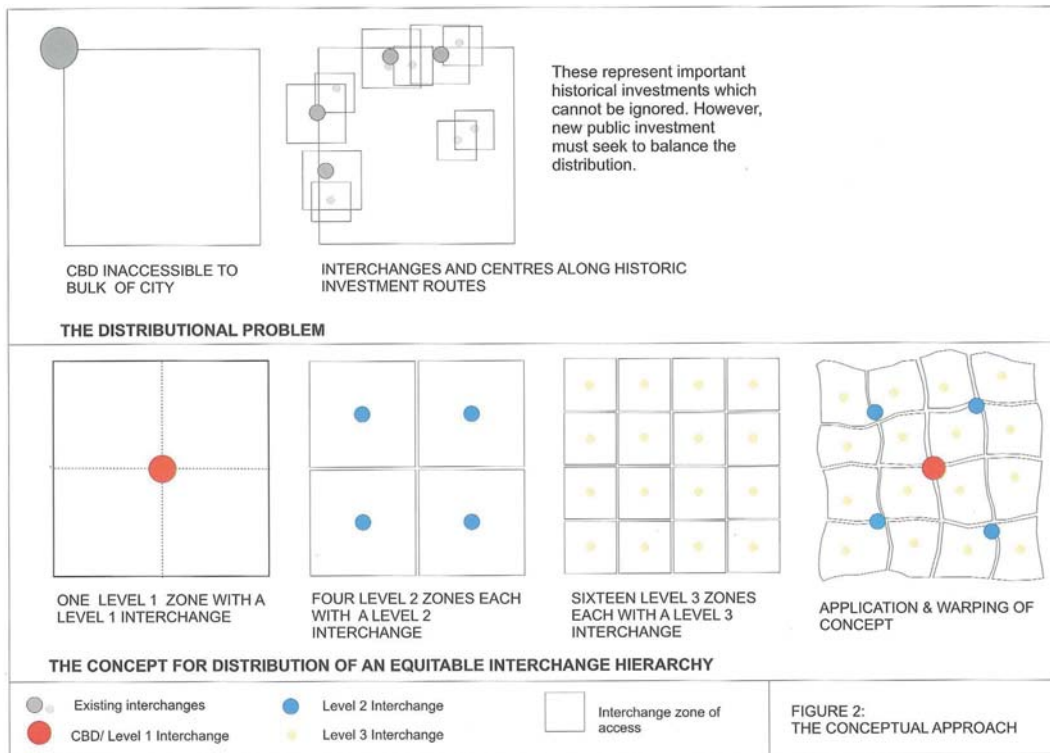 These represent important
historical investments which
cannot be ignored. However,
new public investment
must seek to balance the
distribution.
CBD INACCESSIBLE TO
BULK OF CITY
INTERCHANGES AND CENTRES ALONG HISTORIC
INVESTMENT ROUTES
THE DISTRIBUTIONAL PROBLEM
ONE LEVEL 1 ZONE WITH A
LEVEL 1 INTERCHANGE
FOUR LEVEL 2 ZONES EACH
WITH A LEVEL 2
INTERCHANGE
SIXTEEN LEVEL 3 ZONES
EACH WITH A LEVEL 3
INTERCHANGE
APPLICATION & WARPING OF
CONCEPT
THE CONCEPT FOR DISTRIBUTION OF AN EQUITABLE INTERCHANGE HIERARCHY
Existing interchanges
CBD/ Level 1 Interchange
Level 2 Interchange
Level 3 Interchange
Interchange zone of
access
FIGURE 2:
THE CONCEPTUAL APPROACH